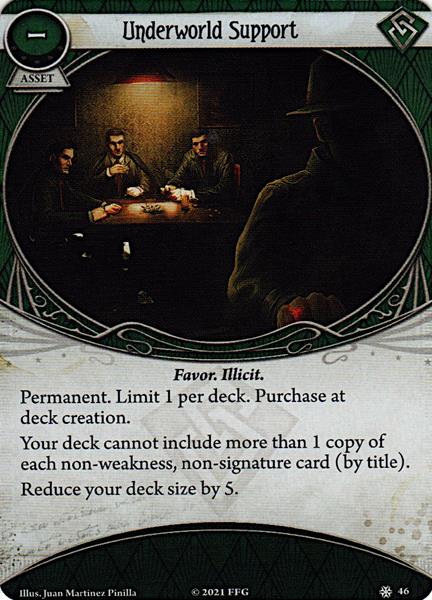 Underworld Support
–
ASSET
Favor. Illicit.
Permanent. Limit 1 per deck. Purchase at
deck creation.
Your deck cannot include more than 1 copy of
each non-weakness, non-signature card (by title).
Reduce your deck size by 5.
Illus. Juan Martinez Pinilla
© 2021 FFG
46